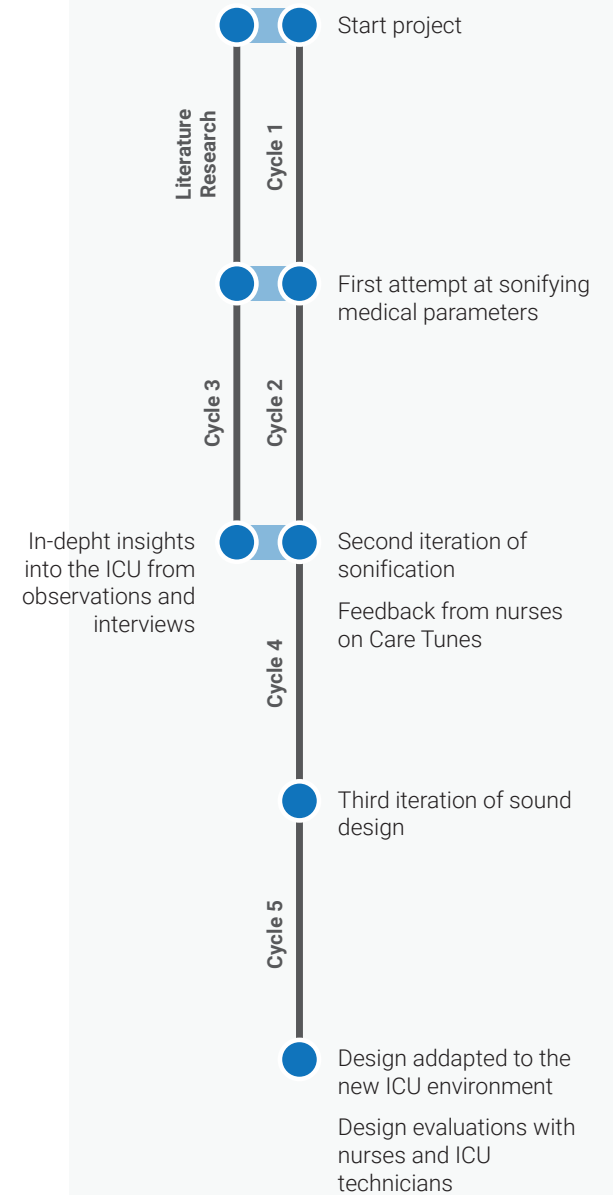 Start project
Literature
Research
Cycle 1
First attempt at sonifying
medical parameters
Cycle 3
Cycle 2
In-depht insights
into the ICU from
observations and
interviews
Second iteration of
sonification
Feedback from nurses
on Care Tunes
Cycle 4
Third iteration of sound
design
Cycle 5
Design addapted to the
new ICU environment
Design evaluations with
nurses and ICU
technicians